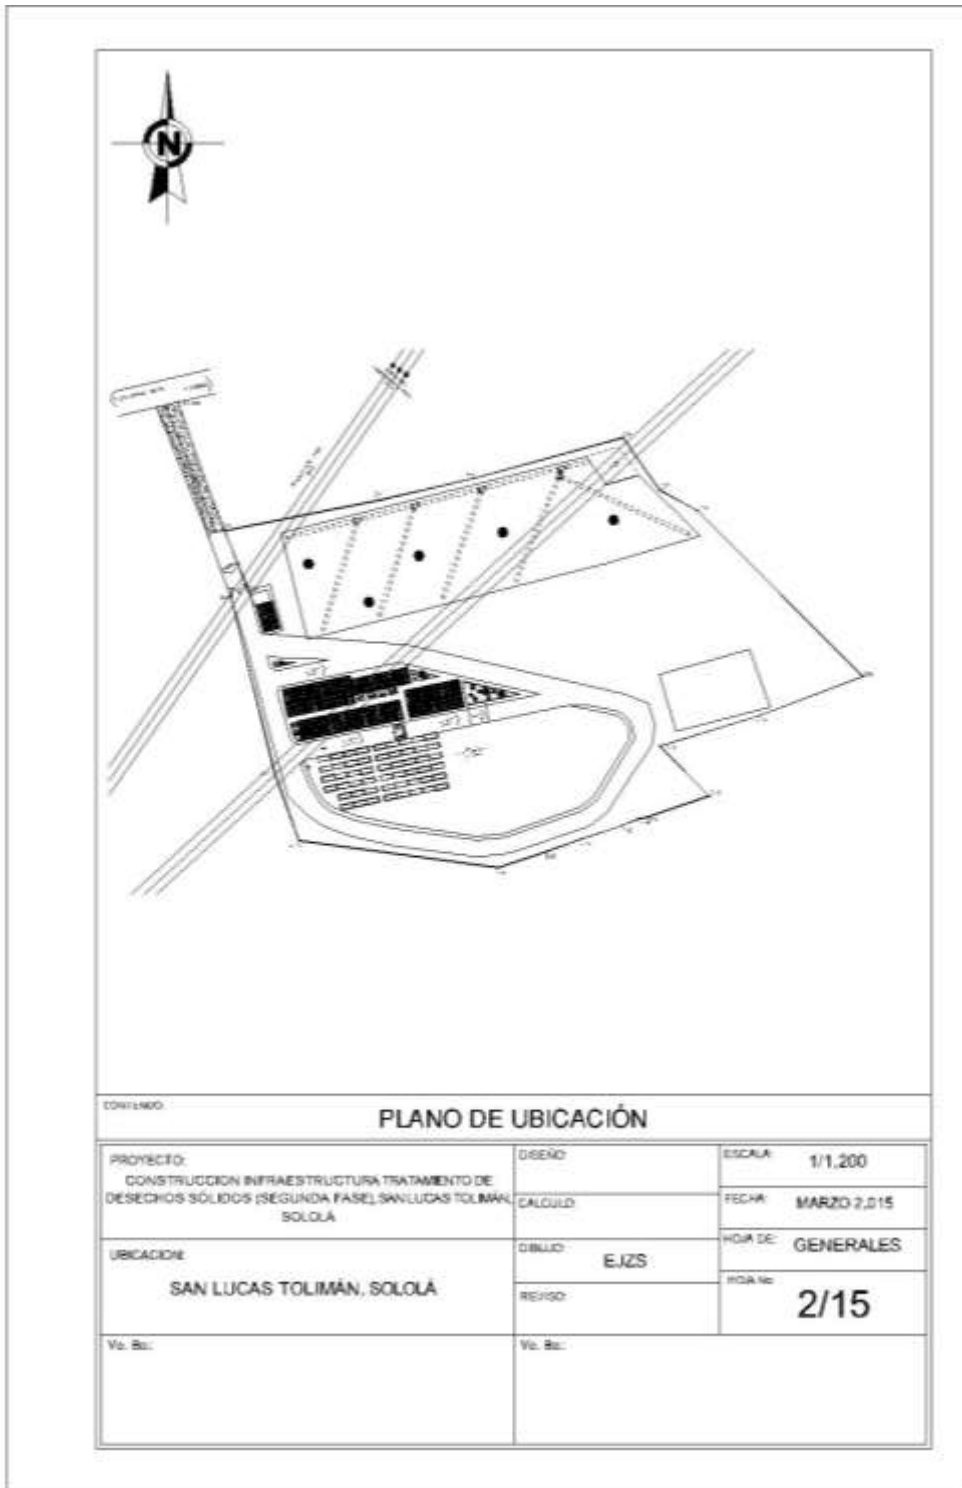 N
CONTENIDO:
PLANO DE UBICACIÓN
PROYECTO:
CONSTRUCCION INFRAESTRUCTURA TRATAMIENTO DE
DESECHOS SÓLIDOS (SEGUNDA FASE), SAN LUCAS TOLIMÁN,
SOLOLÁ
UBICACION:
SAN LUCAS TOLIMÁN, SOLOLÁ
DISEÑO:
CALCULO:
DIBUJO:
EJZS
REVISO:
ESCALA:
1/1,200
FECHA:
MARZO 2,015
HOJA DE:
GENERALES
HOJA No:
2/15
Vo. Bo.:
Vo. Bo.: